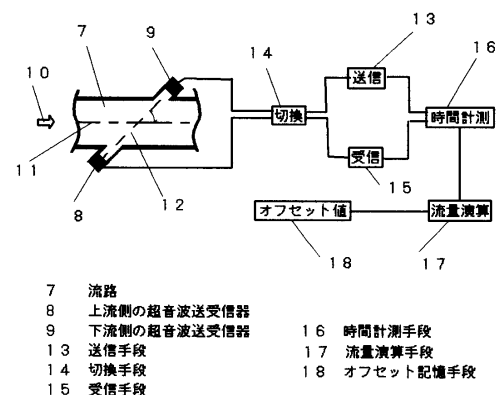 13
9
14
7
16
送信
10
切換
時間計測
受信
11
15
12
8
オフセット値
流量演算
18
17
7 流路
8 上流側の超音波送受信器
9 下流側の超音波送受信器
13 送信手段
14 切換手段
15 受信手段
16 時間計測手段
17 流量演算手段
18 オフセット記憶手段